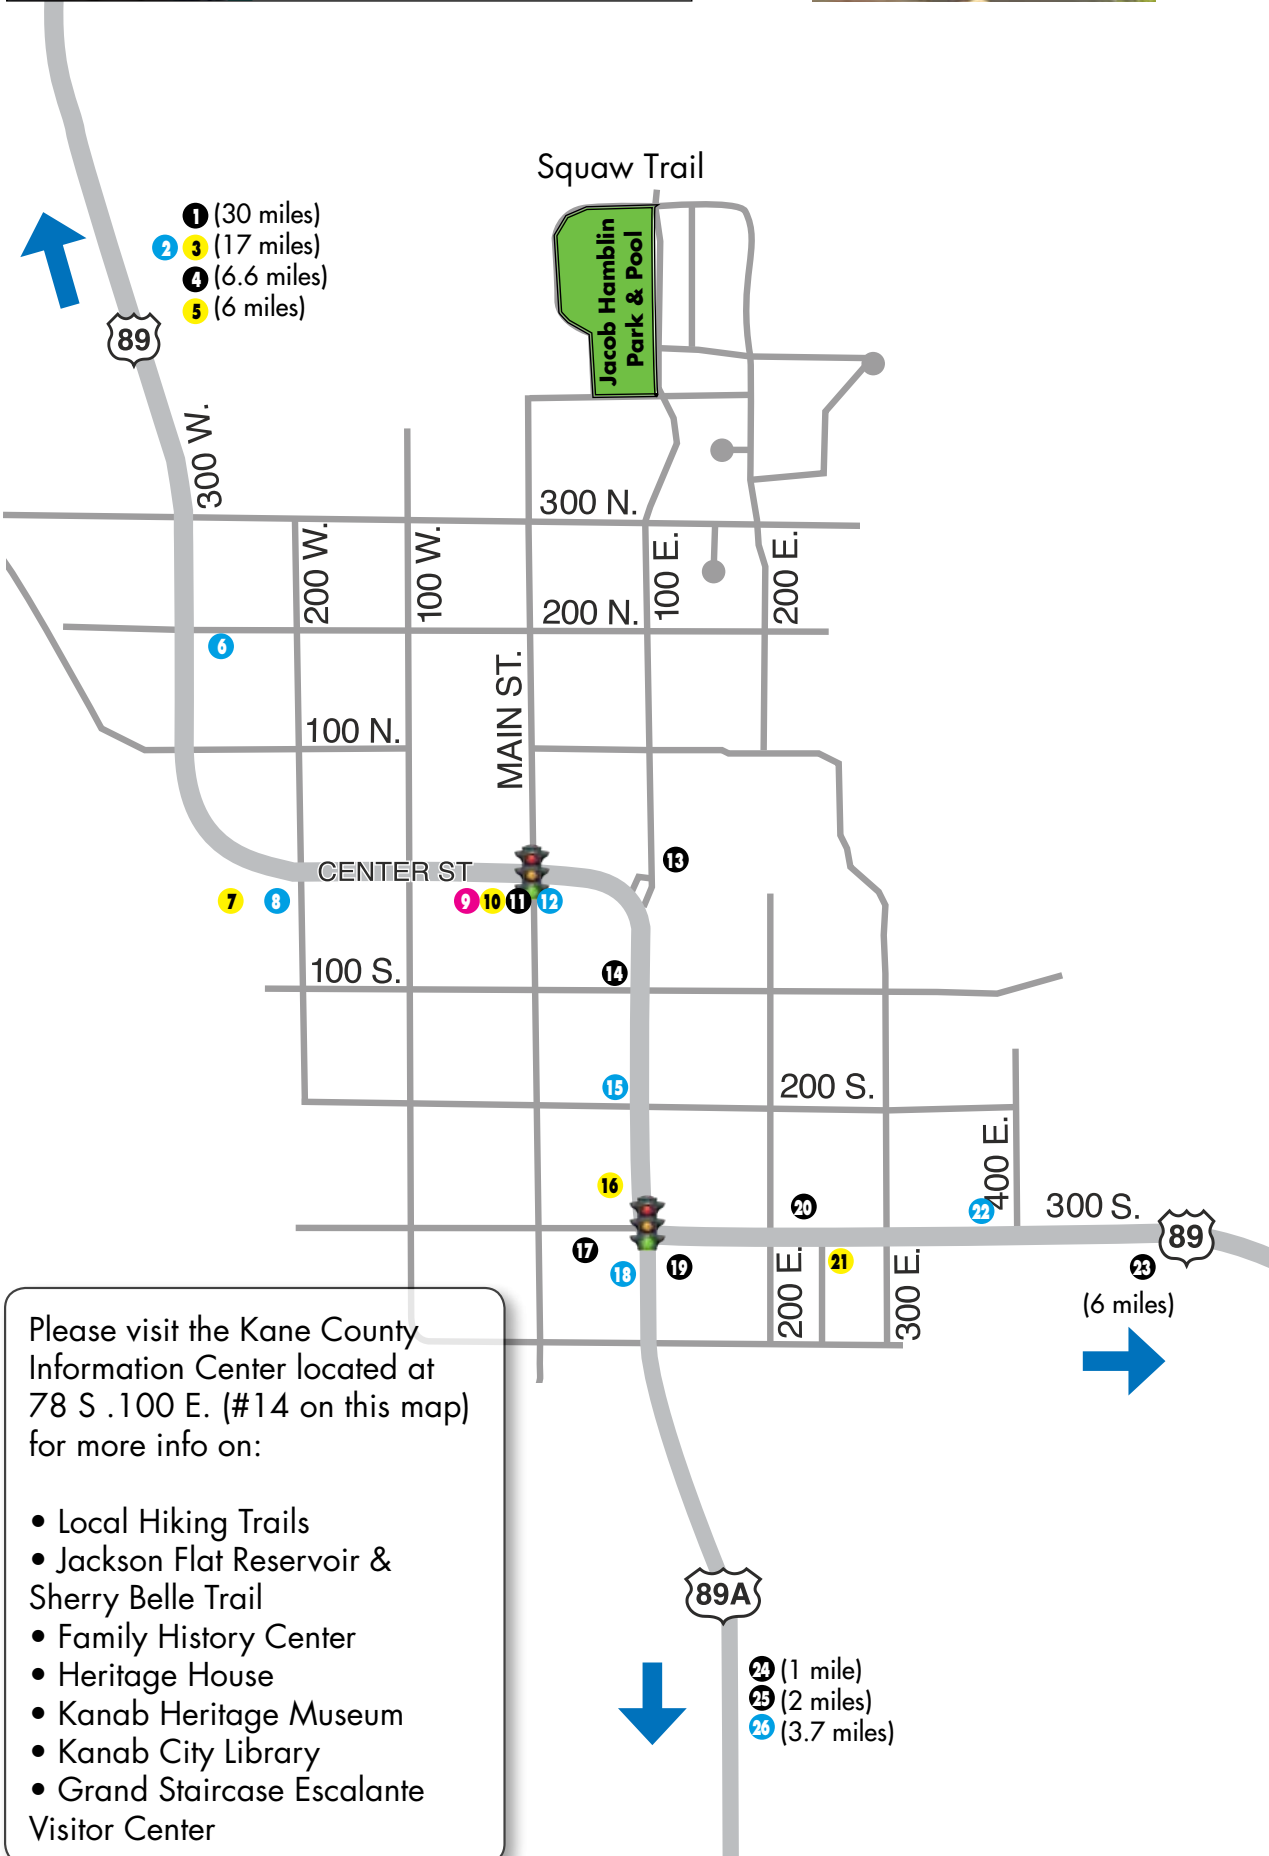 Squaw Trail
1 (30 miles)
2 3 (17 miles)
4 (6.6 miles)
5 (6 miles)
Jacob Hamblin
Park & Pool
89
300 W.
300 N.
200 W.
100 W.
100 E.
200 E.
200 N.
6
MAIN ST.
100 N.
13
CENTER ST
7 8 9 10 11 12
100 S.
14
15
200 S.
400 E.
16
20
22
300 S.
89
17
18
19
200 E.
21
300 E.
23
(6 miles)
Please visit the Kane County
Information Center located at
78 S .100 E. (#14 on this map)
for more info on:
• Local Hiking Trails
• Jackson Flat Reservoir &
Sherry Belle Trail
• Family History Center
• Heritage House
• Kanab Heritage Museum
• Kanab City Library
• Grand Staircase Escalante
Visitor Center
89A
24 (1 mile)
25 (2 miles)
26 (3.7 miles)